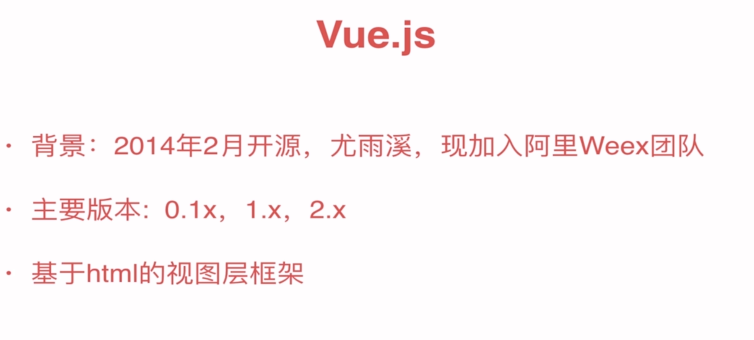 Vue.js
· 背景：2014年2月开源，尤雨溪，现加入阿里Weex团队
· 主要版本：0.1x，1.x，2.x
· 基于html的视图层框架